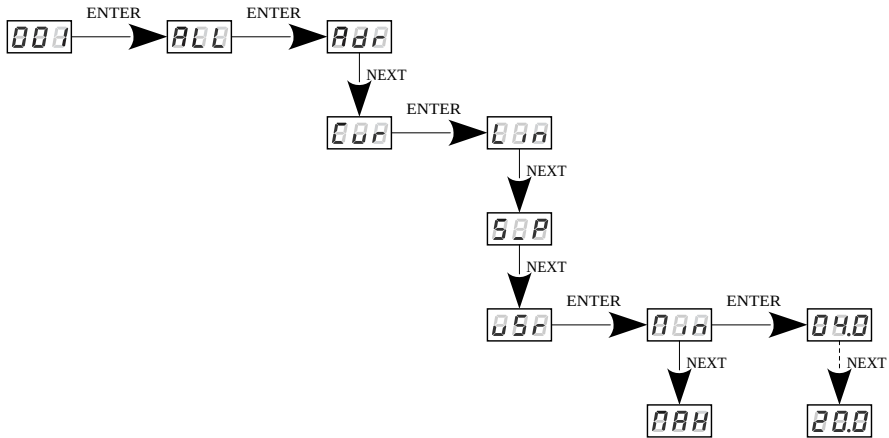 ENTER ENTER
001 ALL Adr
NEXT
ENTER
Cur Lin
NEXT
S_P
NEXT
ENTER ENTER
uSr Min 04.0
NEXT NEXT
MAH 20.0